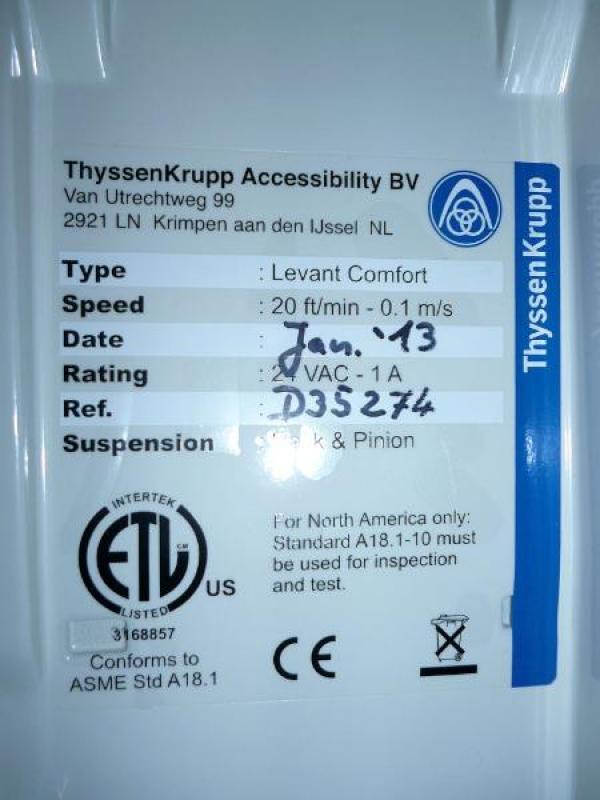 ThyssenKrupp Accessibility BV
Van Utrechtweg 99
2921 LN Krimpen aan den IJssel NL
ThyssenKrupp
Type : Levant Comfort
Speed : 20 ft/min - 0.1 m/s
Date : Jan. '13
Rating : 24 VAC - 1 A
Ref. : D35274
Suspension : Rack & Pinion
INTERTEK
ETL CM
US
LISTED
3168857
Conforms to
ASME Std A18.1
For North America only:
Standard A18.1-10 must
be used for inspection
and test.
CE